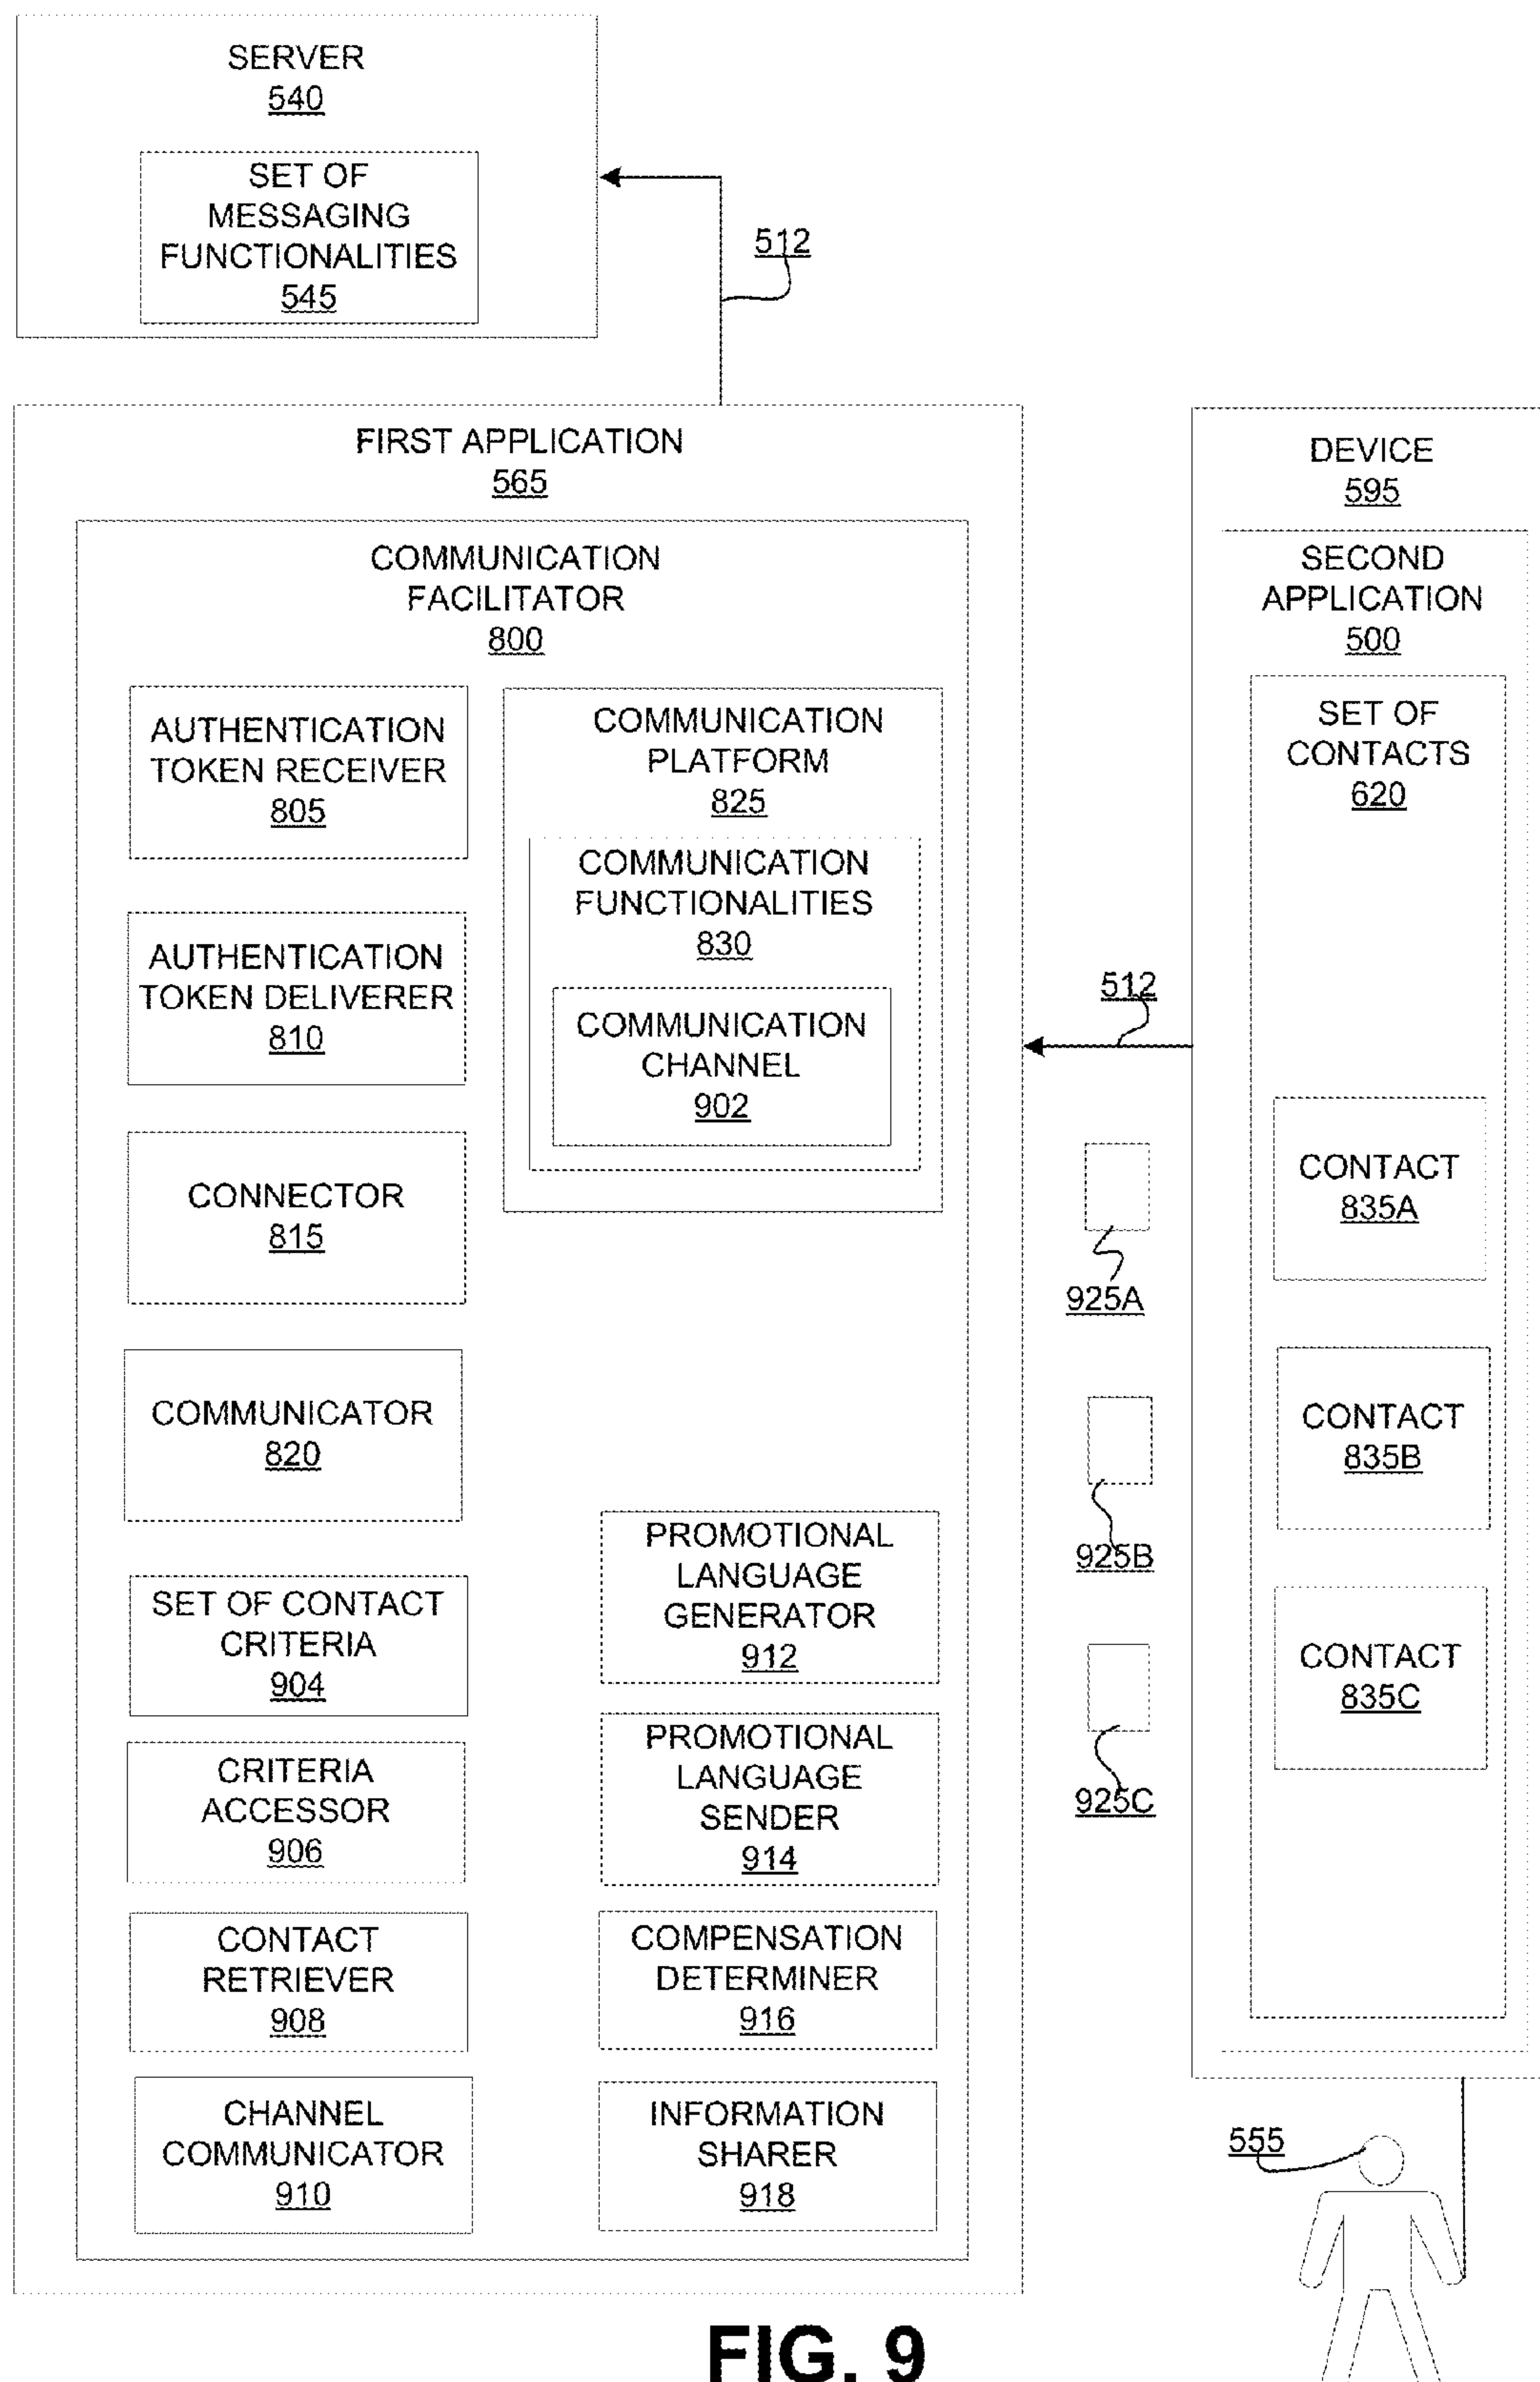 SERVER
540
SET OF
MESSAGING
FUNCTIONALITIES
545
512
FIRST APPLICATION
565
COMMUNICATION
FACILITATOR
800
AUTHENTICATION
TOKEN RECEIVER
805
AUTHENTICATION
TOKEN DELIVERER
810
CONNECTOR
815
COMMUNICATOR
820
SET OF CONTACT
CRITERIA
904
CRITERIA
ACCESSOR
906
CONTACT
RETRIEVER
908
CHANNEL
COMMUNICATOR
910
COMMUNICATION
PLATFORM
825
COMMUNICATION
FUNCTIONALITIES
830
COMMUNICATION
CHANNEL
902
PROMOTIONAL
LANGUAGE
GENERATOR
912
PROMOTIONAL
LANGUAGE
SENDER
914
COMPENSATION
DETERMINER
916
INFORMATION
SHARER
918
512
925A
925B
925C
DEVICE
595
SECOND
APPLICATION
500
SET OF
CONTACTS
620
CONTACT
835A
CONTACT
835B
CONTACT
835C
555
FIG. 9